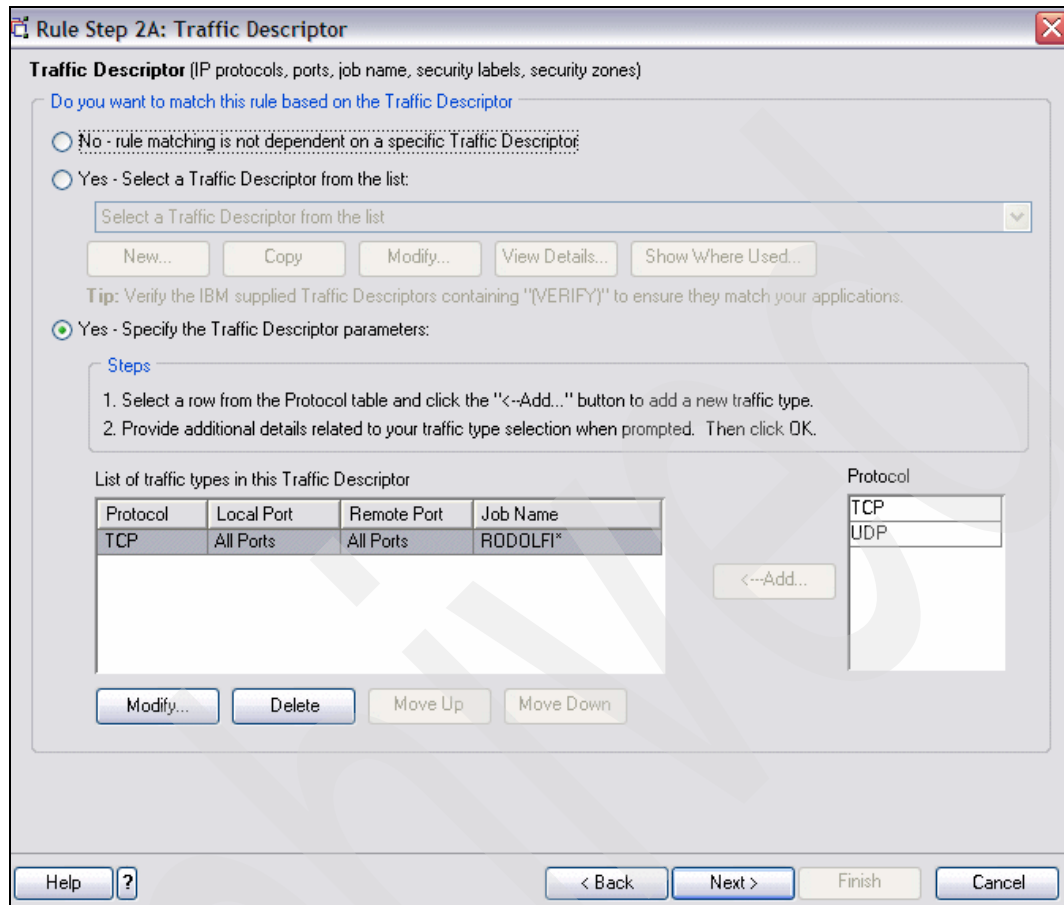 Rule Step 2A: Traffic Descriptor
Traffic Descriptor (IP protocols, ports, job name, security labels, security zones)
Do you want to match this rule based on the Traffic Descriptor
No - rule matching is not dependent on a specific Traffic Descriptor
Yes - Select a Traffic Descriptor from the list:
Select a Traffic Descriptor from the list
New... Copy Modify... View Details... Show Where Used...
Tip: Verify the IBM supplied Traffic Descriptors containing "(VERIFY)" to ensure they match your applications.
Yes - Specify the Traffic Descriptor parameters:
Steps
1. Select a row from the Protocol table and click the "<--Add..." button to add a new traffic type.
2. Provide additional details related to your traffic type selection when prompted. Then click OK.
List of traffic types in this Traffic Descriptor
Protocol Local Port Remote Port Job Name
TCP All Ports All Ports RODOLFI*
Protocol
TCP
UDP
<---Add...
Modify... Delete Move Up Move Down
Help ? < Back Next > Finish Cancel